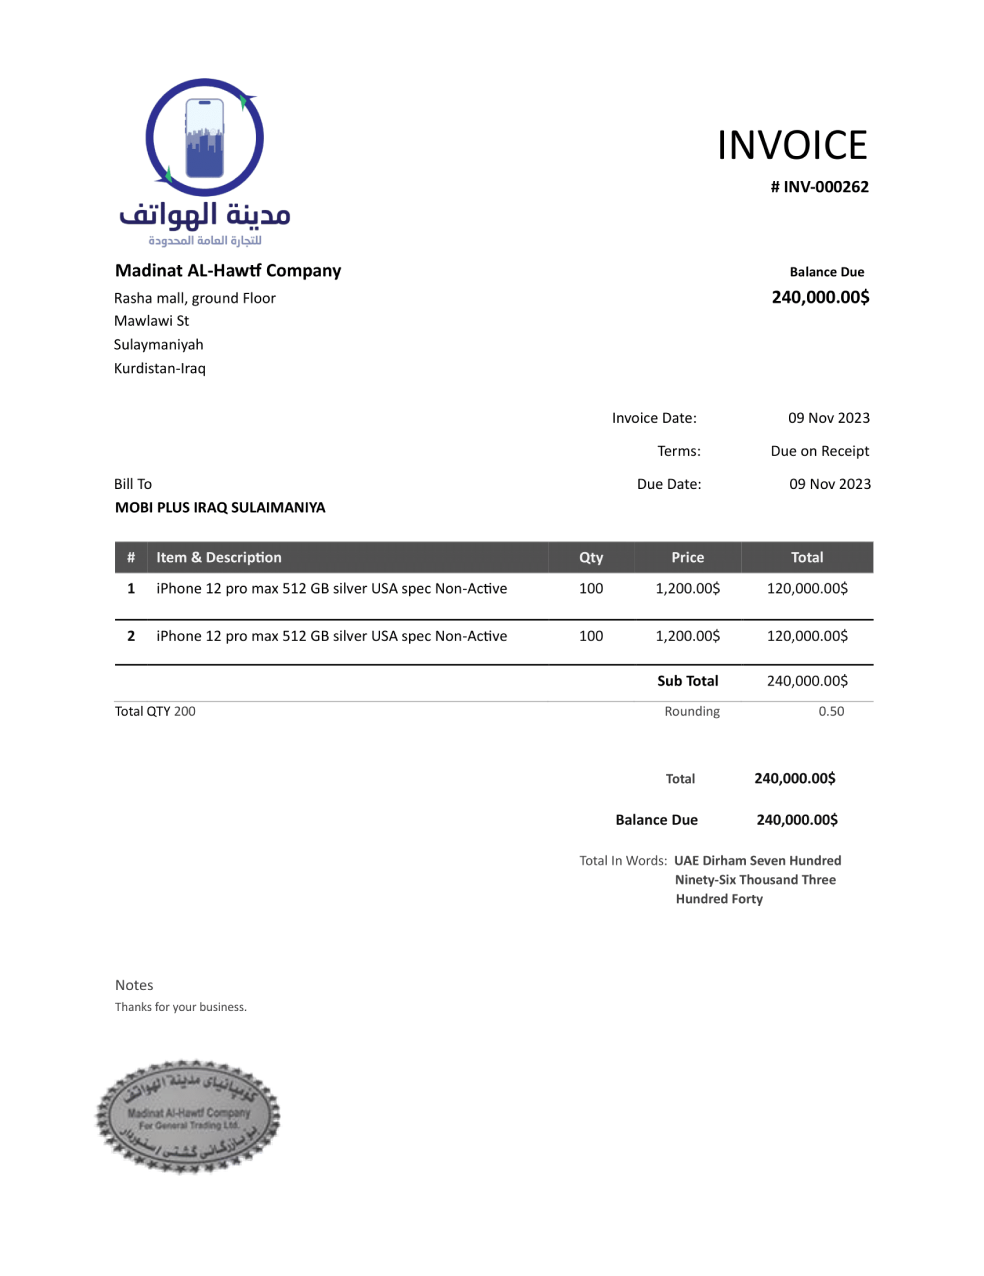 مدينة الهواتف
للتجارة العامة المحدودة
INVOICE
# INV-000262
Madinat AL-Hawtf Company
Rasha mall, ground Floor
Mawlawi St
Sulaymaniyah
Kurdistan-Iraq
Balance Due
240,000.00$
Invoice Date: 09 Nov 2023
Terms: Due on Receipt
Due Date: 09 Nov 2023
Bill To
MOBI PLUS IRAQ SULAIMANIYA
# Item & Description Qty Price Total
1 iPhone 12 pro max 512 GB silver USA spec Non-Active 100 1,200.00$ 120,000.00$
2 iPhone 12 pro max 512 GB silver USA spec Non-Active 100 1,200.00$ 120,000.00$
Sub Total 240,000.00$
Total QTY 200 Rounding 0.50
Total 240,000.00$
Balance Due 240,000.00$
Total In Words: UAE Dirham Seven Hundred
Ninety-Six Thousand Three
Hundred Forty
Notes
Thanks for your business.
كۆمپانیای مدینة الهواتف
Madinat Al-Hawtf Company
For General Trading Ltd.
بۆ بازرگانی گشتی / سنوردار